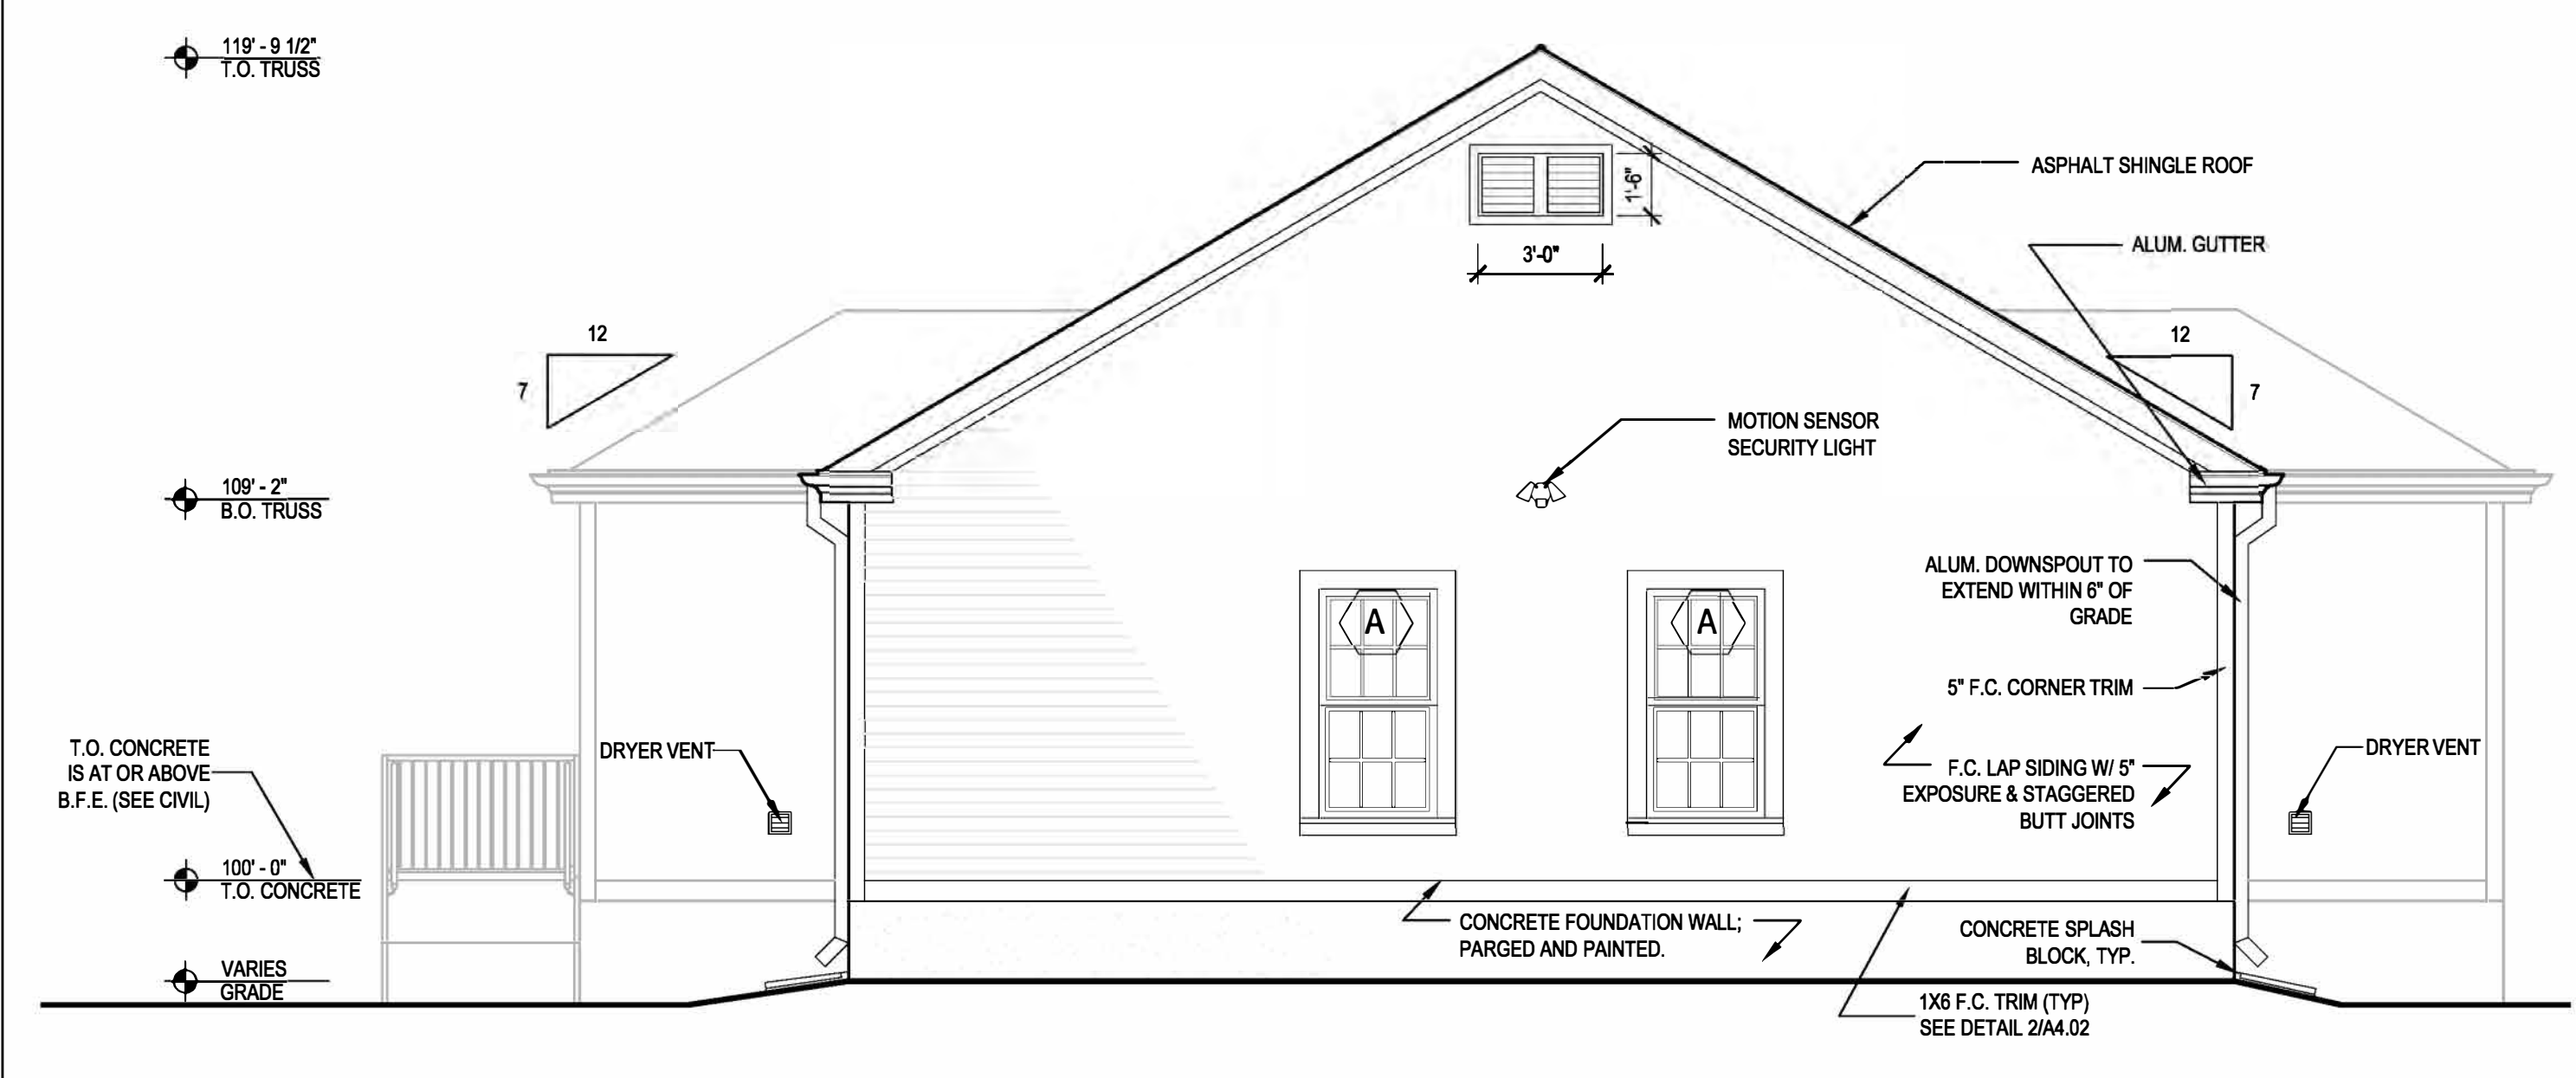 119' - 9 1/2"
T.O. TRUSS
ASPHALT SHINGLE ROOF
1'-6"
ALUM. GUTTER
3'-0"
12
7
12
7
MOTION SENSOR
SECURITY LIGHT
109' - 2"
B.O. TRUSS
ALUM. DOWNSPOUT TO
EXTEND WITHIN 6" OF
GRADE
A
A
5" F.C. CORNER TRIM
T.O. CONCRETE
IS AT OR ABOVE
B.F.E. (SEE CIVIL)
DRYER VENT
F.C. LAP SIDING W/ 5"
EXPOSURE & STAGGERED
BUTT JOINTS
DRYER VENT
100' - 0"
T.O. CONCRETE
CONCRETE FOUNDATION WALL;
PARGED AND PAINTED.
CONCRETE SPLASH
BLOCK, TYP.
VARIES
GRADE
1X6 F.C. TRIM (TYP)
SEE DETAIL 2/A4.02